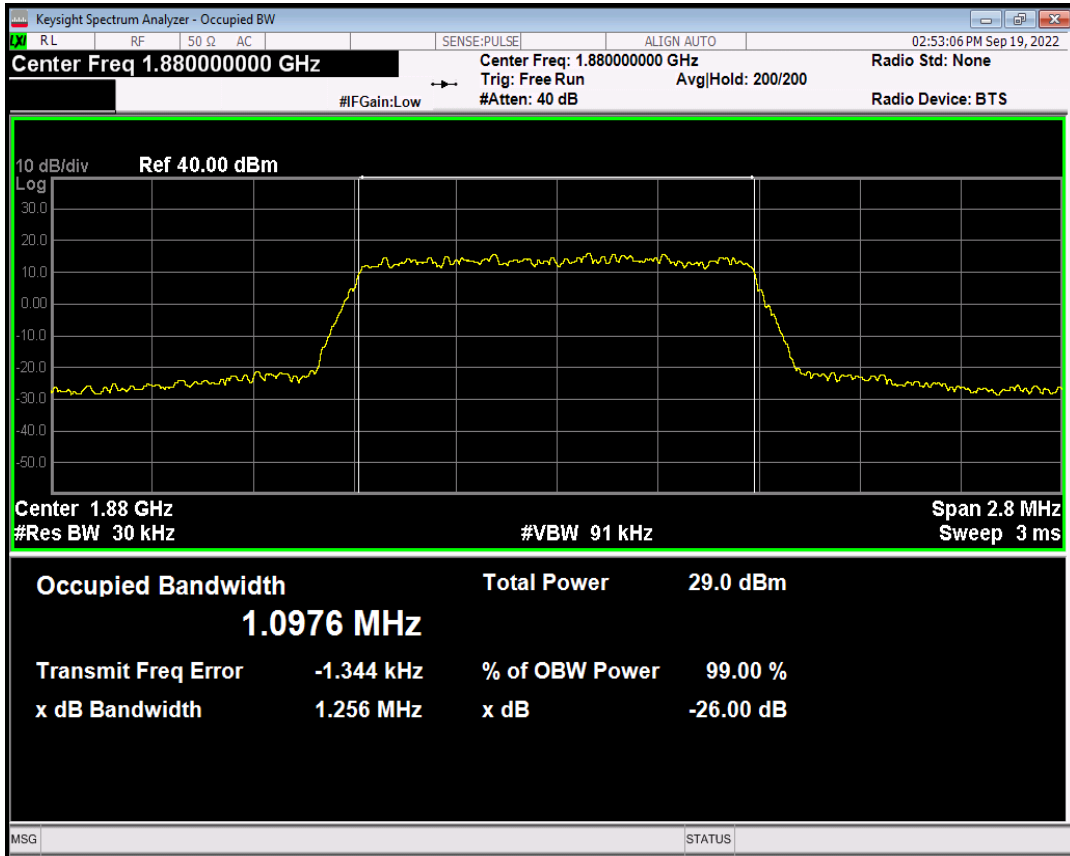 Keysight Spectrum Analyzer - Occupied BW
LXI RL RF 50 Ω AC SENSE:PULSE ALIGN AUTO 02:53:06 PM Sep 19, 2022
Center Freq 1.880000000 GHz Center Freq: 1.880000000 GHz Radio Std: None
Trig: Free Run Avg|Hold: 200/200
#IFGain:Low #Atten: 40 dB Radio Device: BTS
10 dB/div Ref 40.00 dBm
Log
30.0
20.0
10.0
0.00
-10.0
-20.0
-30.0
-40.0
-50.0
Center 1.88 GHz Span 2.8 MHz
#Res BW 30 kHz #VBW 91 kHz Sweep 3 ms
Occupied Bandwidth Total Power 29.0 dBm
1.0976 MHz
Transmit Freq Error -1.344 kHz % of OBW Power 99.00 %
x dB Bandwidth 1.256 MHz x dB -26.00 dB
MSG STATUS